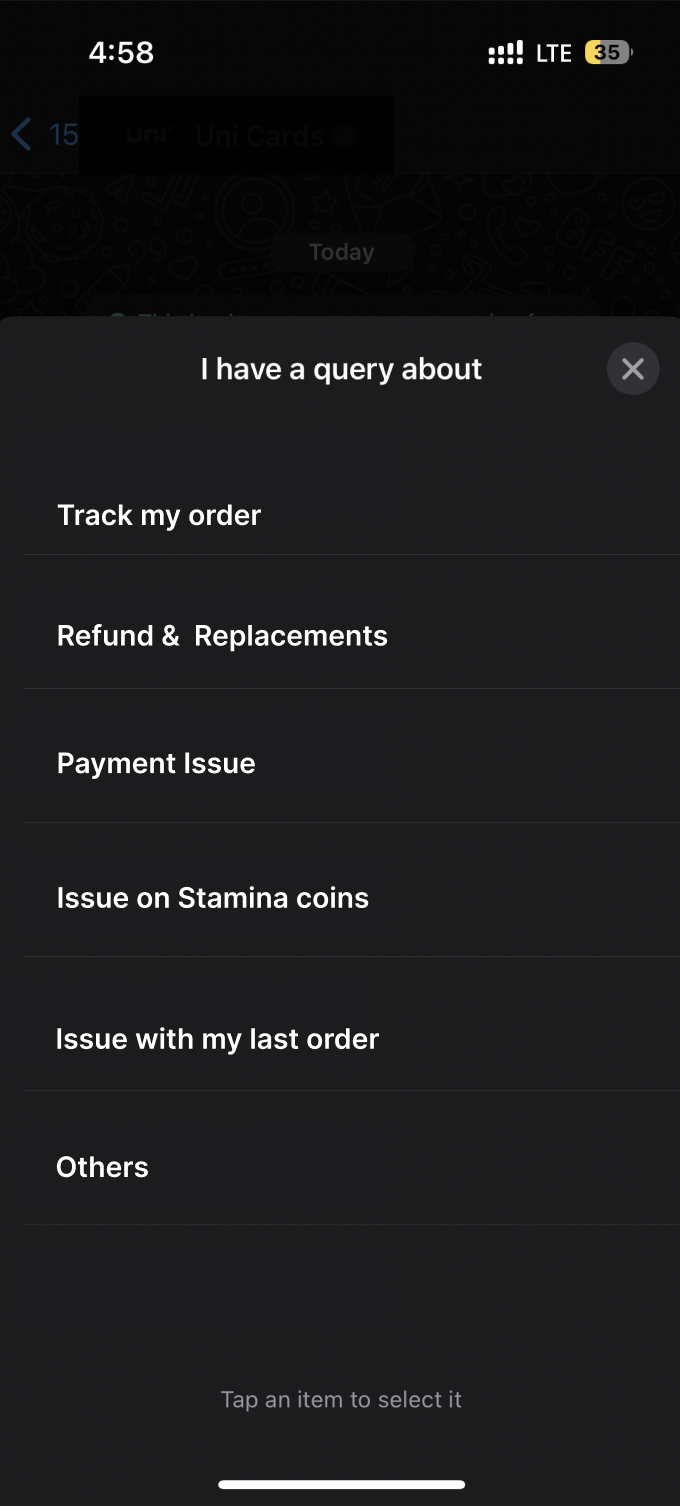 4:58
LTE 35
15 uni Uni Cards
Today
I have a query about
Track my order
Refund & Replacements
Payment Issue
Issue on Stamina coins
Issue with my last order
Others
Tap an item to select it